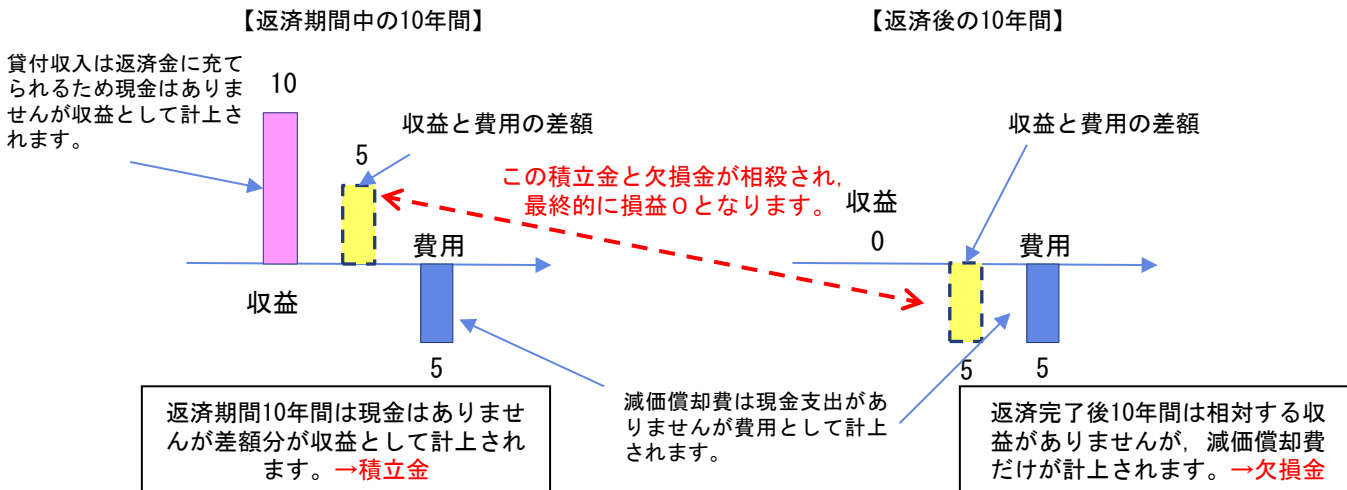 【返済期間中の10年間】
貸付収入は返済金に充て
られるため現金はありま
せんが収益として計上さ
れます。
10
収益と費用の差額
5
費用
収益
5
返済期間10年間は現金はありませ
んが差額分が収益として計上され
ます。→積立金
この積立金と欠損金が相殺され,
最終的に損益０となります。
減価償却費は現金支出があ
りませんが費用として計上
されます。
【返済後の10年間】
収益と費用の差額
収益
0
費用
5
5
返済完了後10年間は相対する収
益がありませんが，減価償却費
だけが計上されます。→欠損金